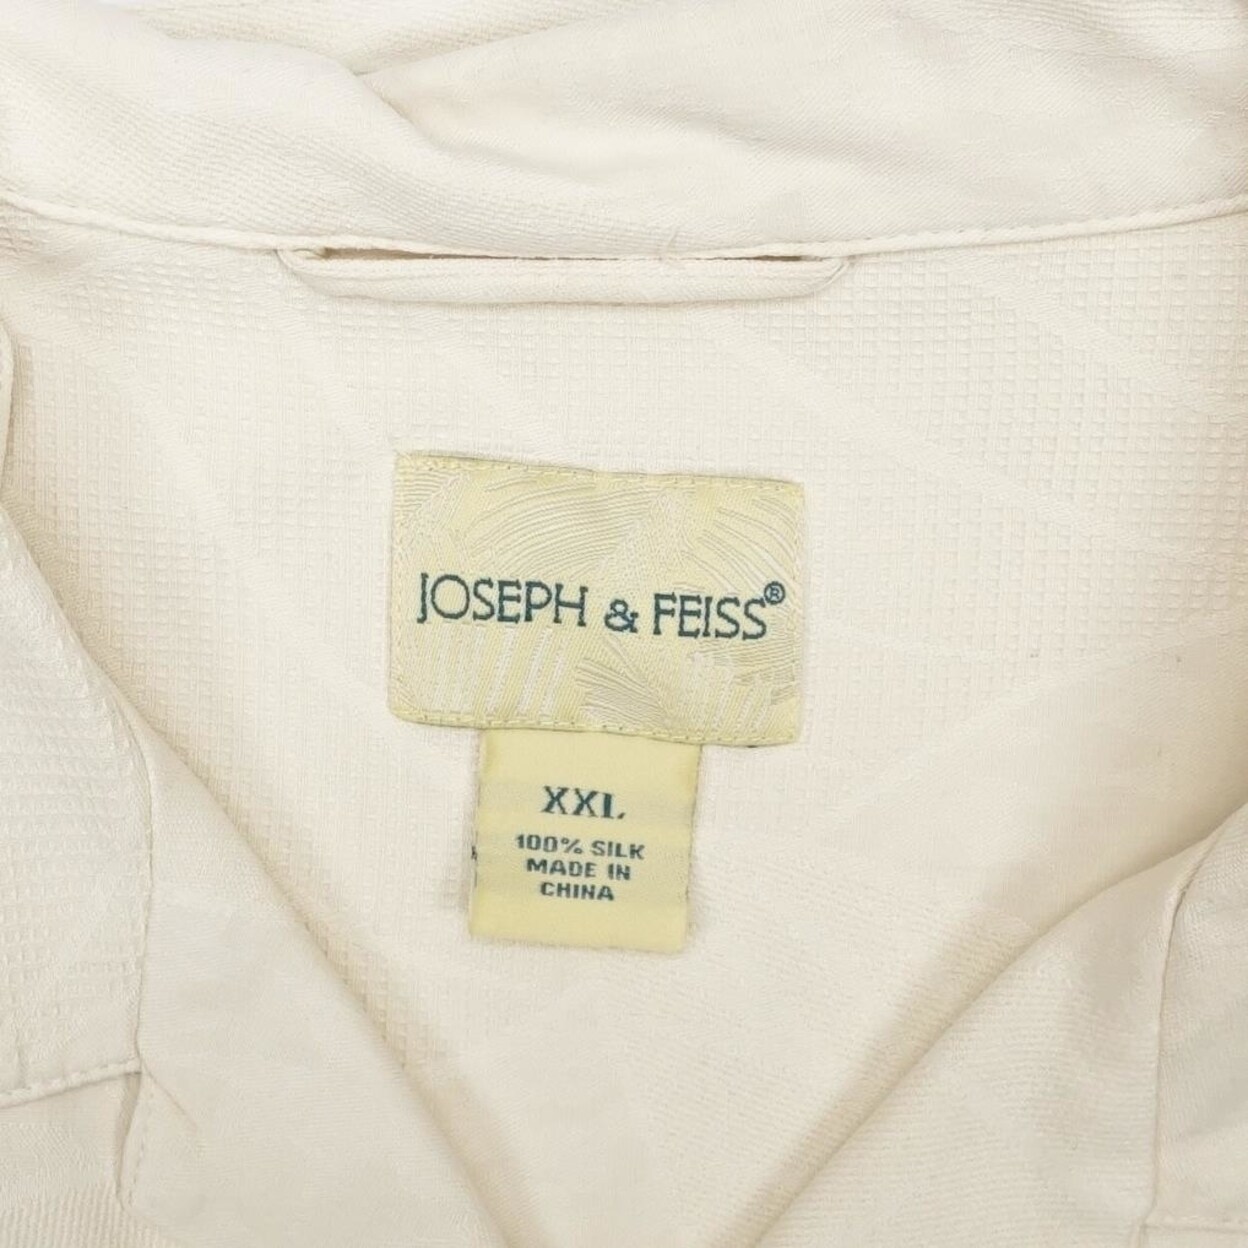 JOSEPH & FEISS®
XXL
100% SILK
MADE IN
CHINA